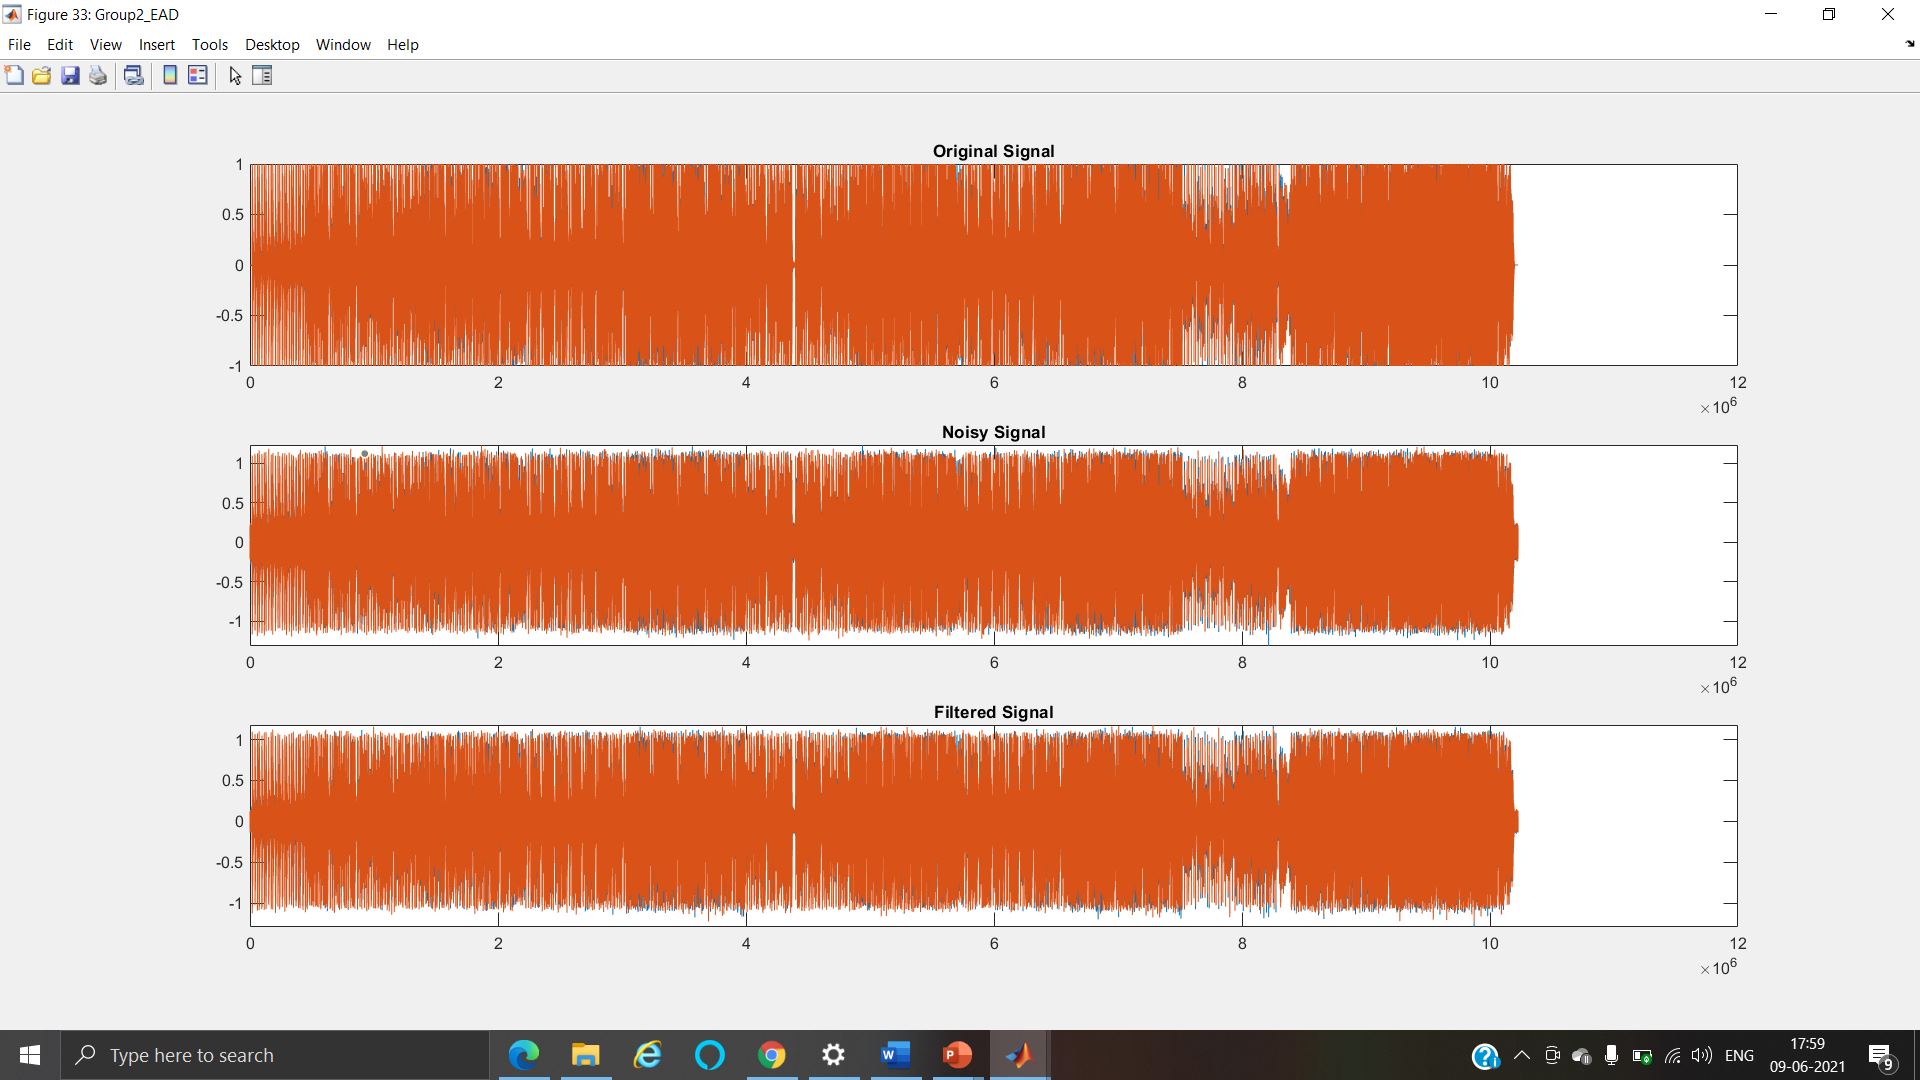 Figure 33: Group2_EAD
File Edit View Insert Tools Desktop Window Help
Original Signal
1
0.5
0
-0.5
-1
0 2 4 6 8 10 12
×10^6
Noisy Signal
1
0.5
0
-0.5
-1
0 2 4 6 8 10 12
×10^6
Filtered Signal
1
0.5
0
-0.5
-1
0 2 4 6 8 10 12
×10^6
Type here to search
W
P
ENG
17:59
09-06-2021
9